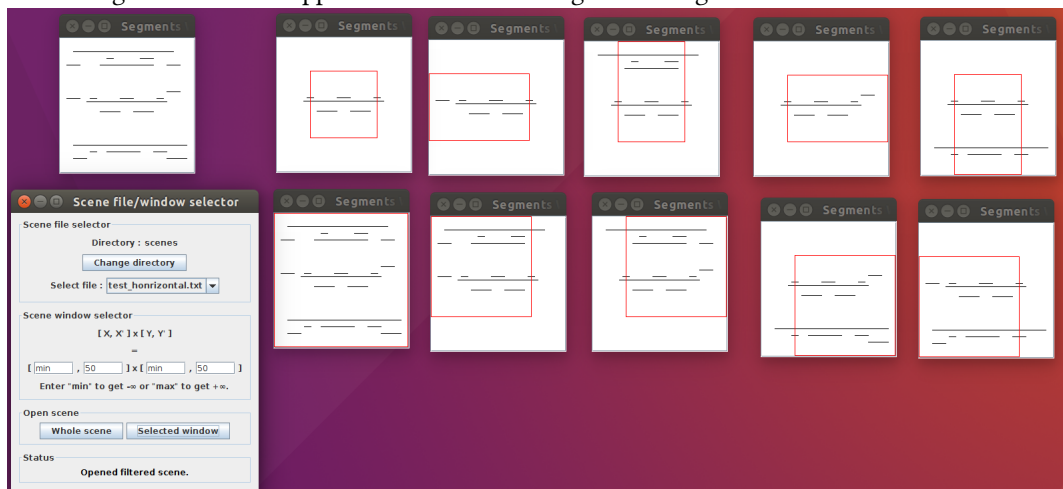 Segments
Segments
Segments
Segments
Segments
Segments
Scene file/window selector
Segments
Segments
Segments
Segments
Segments
Scene file selector
Directory : scenes
Change directory
Select file : test_honrizontal.txt
Scene window selector
[ X, X' ] x [ Y, Y' ]
=
[ min , 50 ] x [ min , 50 ]
Enter "min" to get -∞ or "max" to get +∞.
Open scene
Whole scene Selected window
Status
Opened filtered scene.